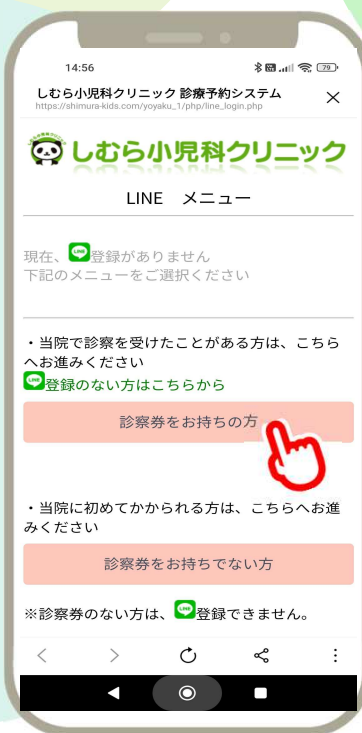 14:56
79
しむら小児科クリニック 診療予約システム
https://shimura-kids.com/yoyaku_1/php/line_login.php
しむら小児科クリニック
LINE　メニュー
現在、LINE登録がありません
下記のメニューをご選択ください
・当院で診察を受けたことがある方は、こちら
へお進みください
LINE登録のない方はこちらから
診察券をお持ちの方
・当院に初めてかかられる方は、こちらへお進
みください
診察券をお持ちでない方
※診察券のない方は、LINE登録できません。